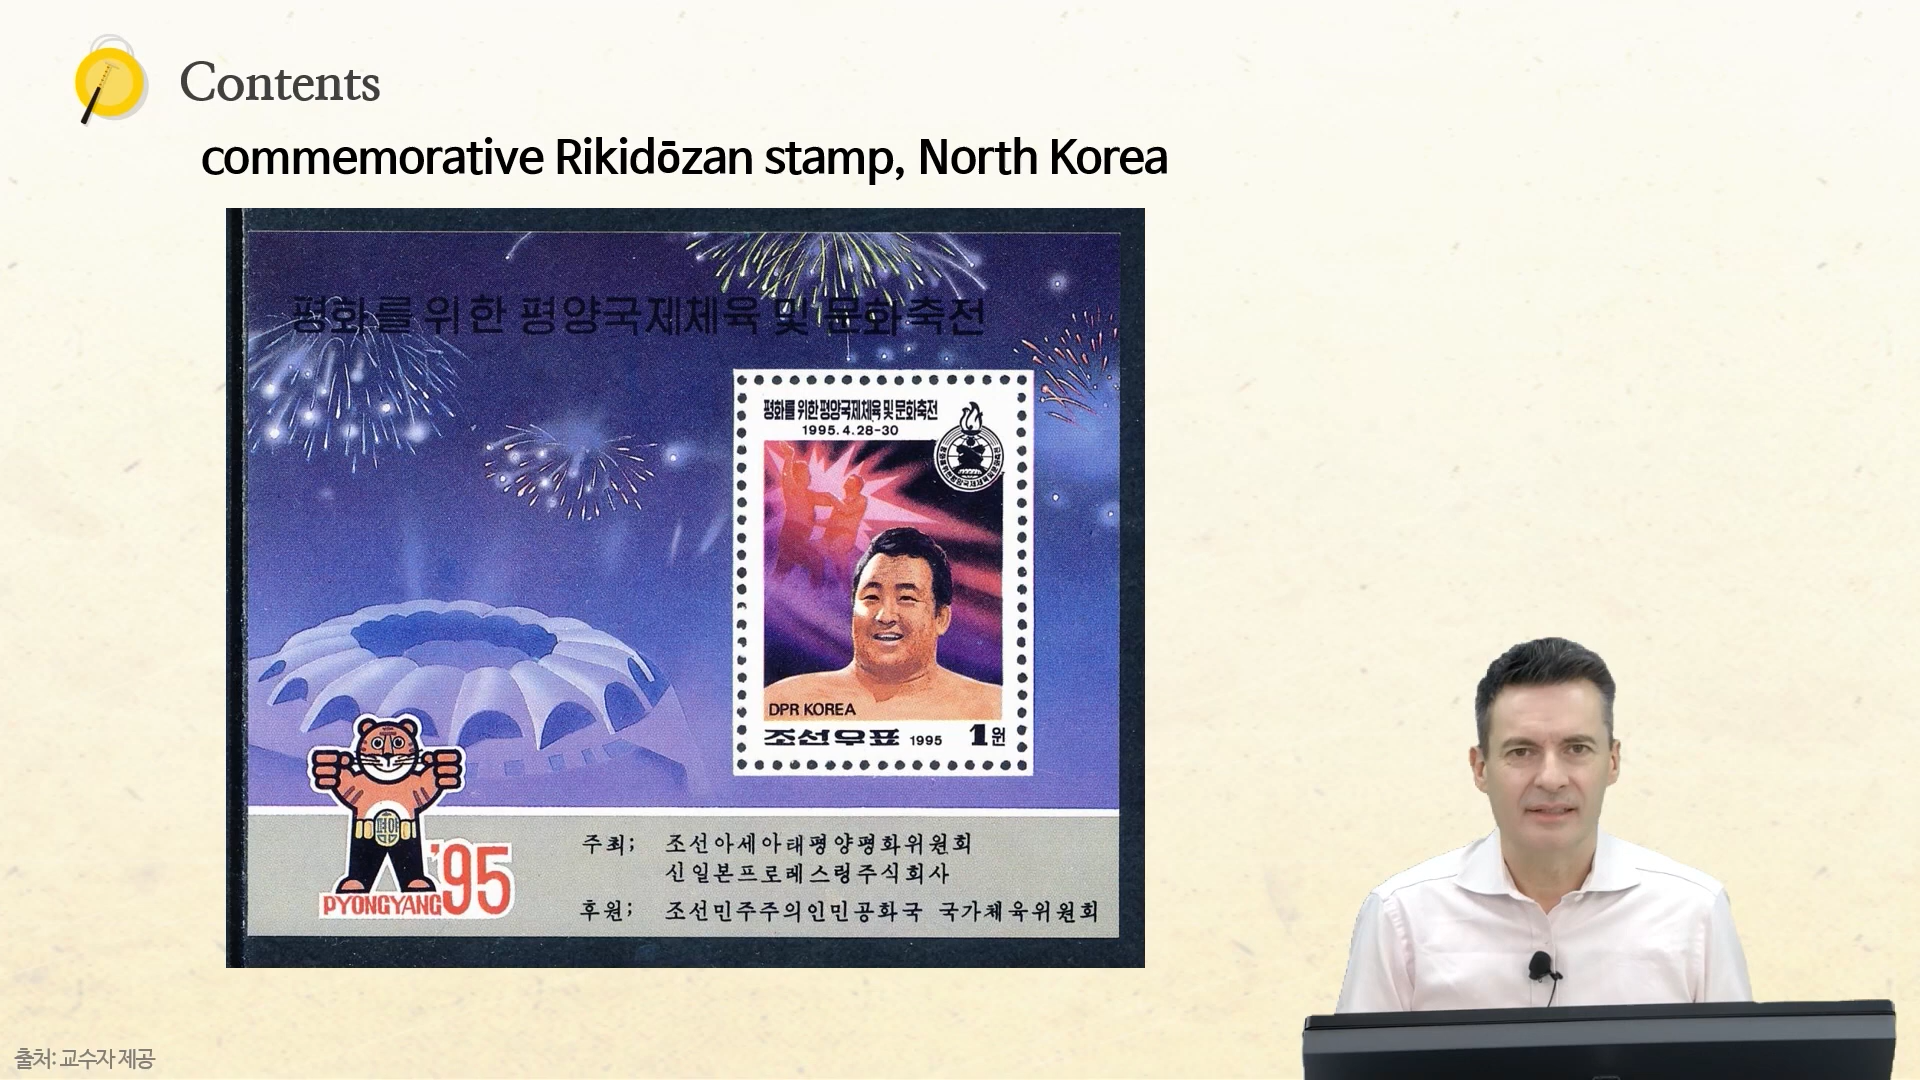 Contents
commemorative Rikidōzan stamp, North Korea
평화를 위한 평양국제체육 및 문화축전
평화를 위한 평양국제체육 및 문화축전
1995.4.28-30
DPR KOREA
조선우표 1995 1원
평양
'95
PYONGYANG
주최; 조선아세아태평양평화위원회
신일본프로레스링주식회사
후원; 조선민주주의인민공화국 국가체육위원회
출처: 교수자 제공